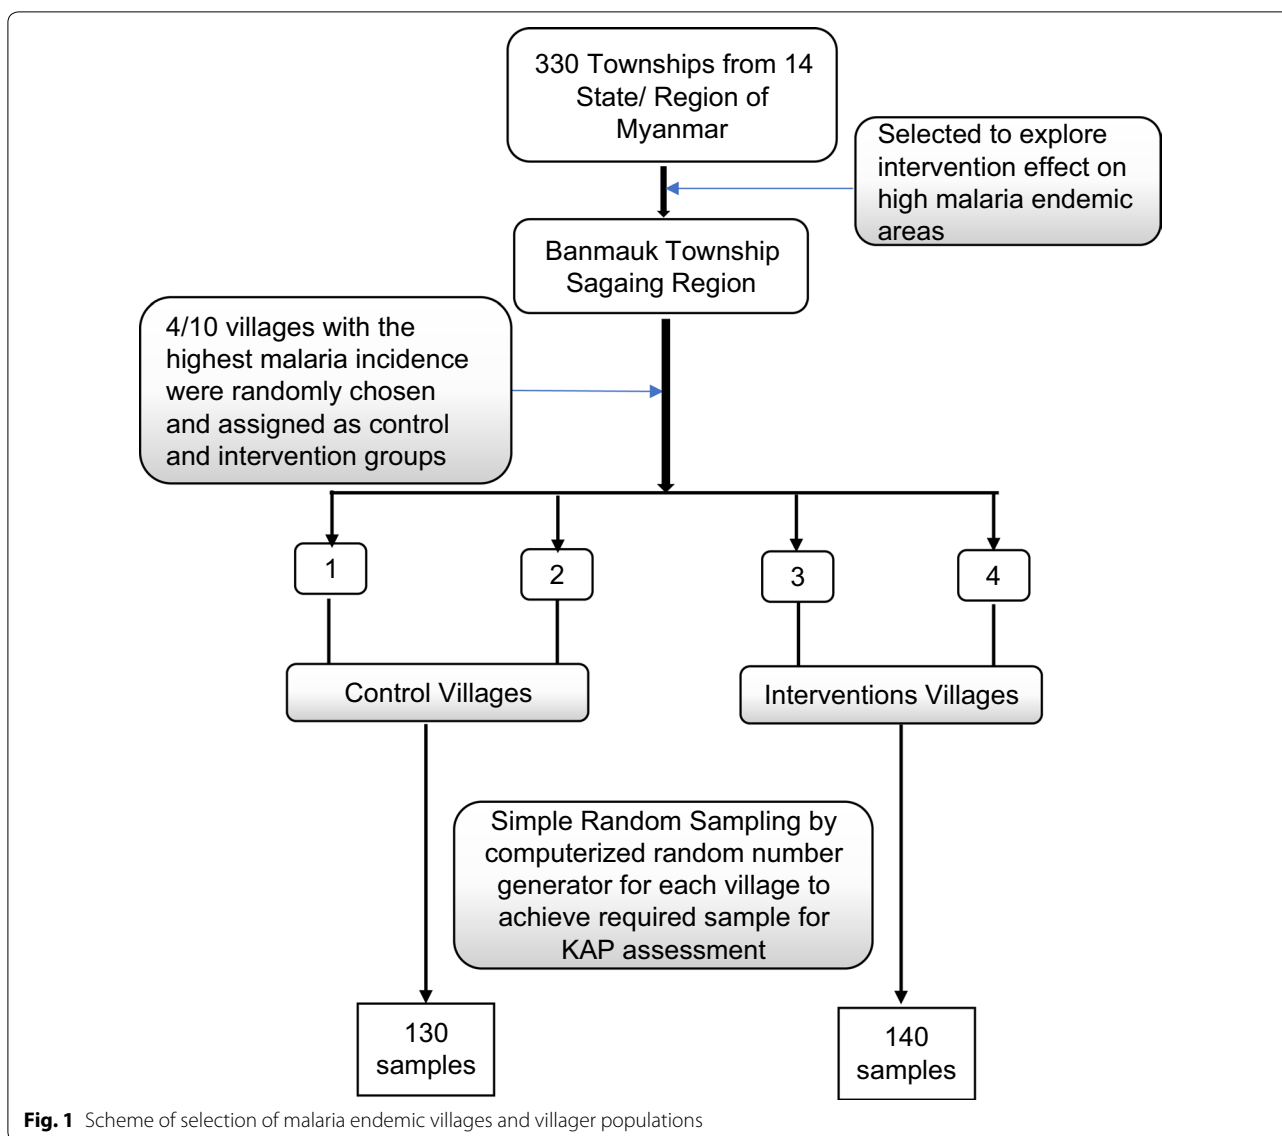 330 Townships from 14
State/ Region of
Myanmar
Selected to explore
intervention effect on
high malaria endemic
areas
Banmauk Township
Sagaing Region
4/10 villages with the
highest malaria incidence
were randomly chosen
and assigned as control
and intervention groups
1
2
3
4
Control Villages
Interventions Villages
Simple Random Sampling by
computerized random number
generator for each village to
achieve required sample for
KAP assessment
130
samples
140
samples
Fig. 1 Scheme of selection of malaria endemic villages and villager populations